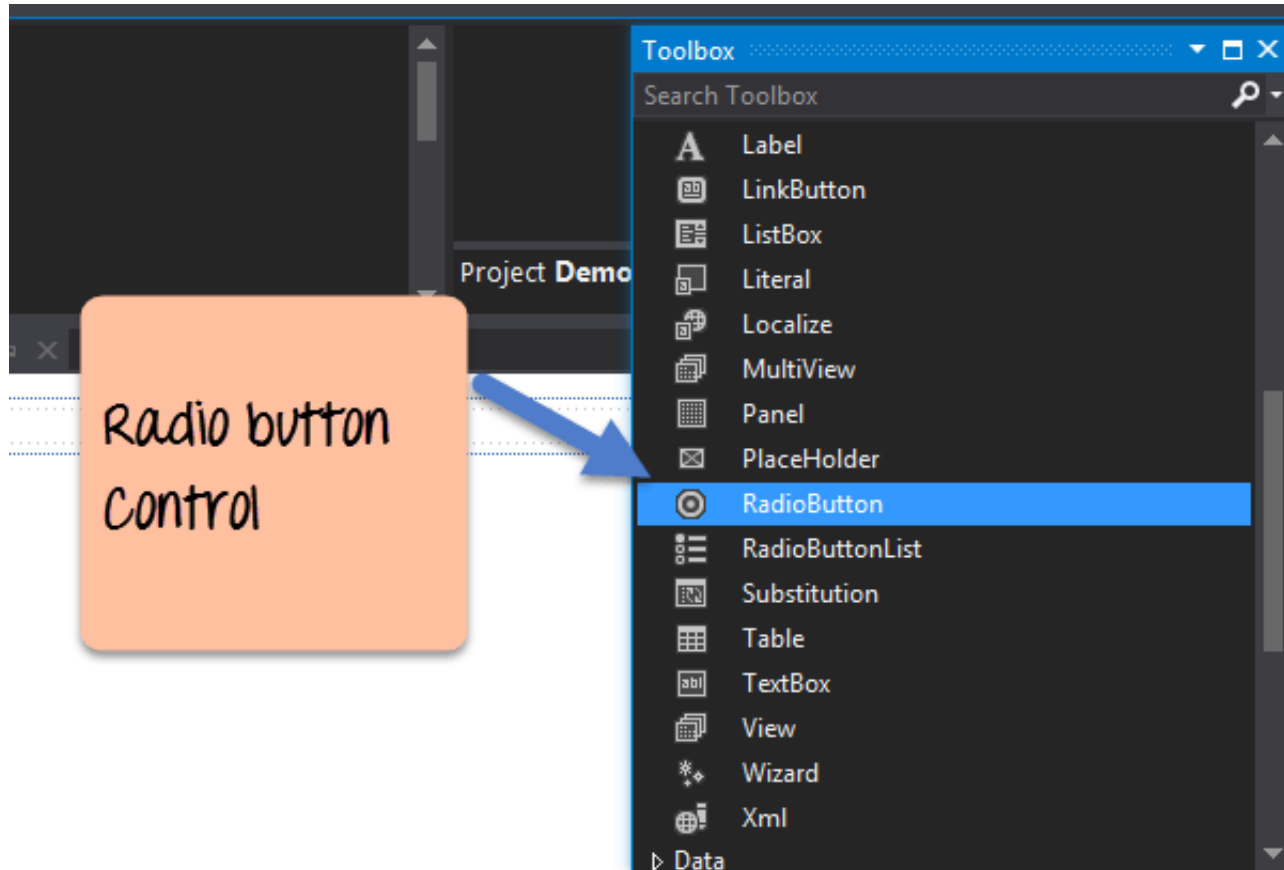 Toolbox
Search Toolbox
Label
LinkButton
ListBox
Project Demo
Literal
Localize
MultiView
Panel
PlaceHolder
RadioButton
RadioButtonList
Substitution
Table
TextBox
View
Wizard
Xml
Data
Radio button
Control